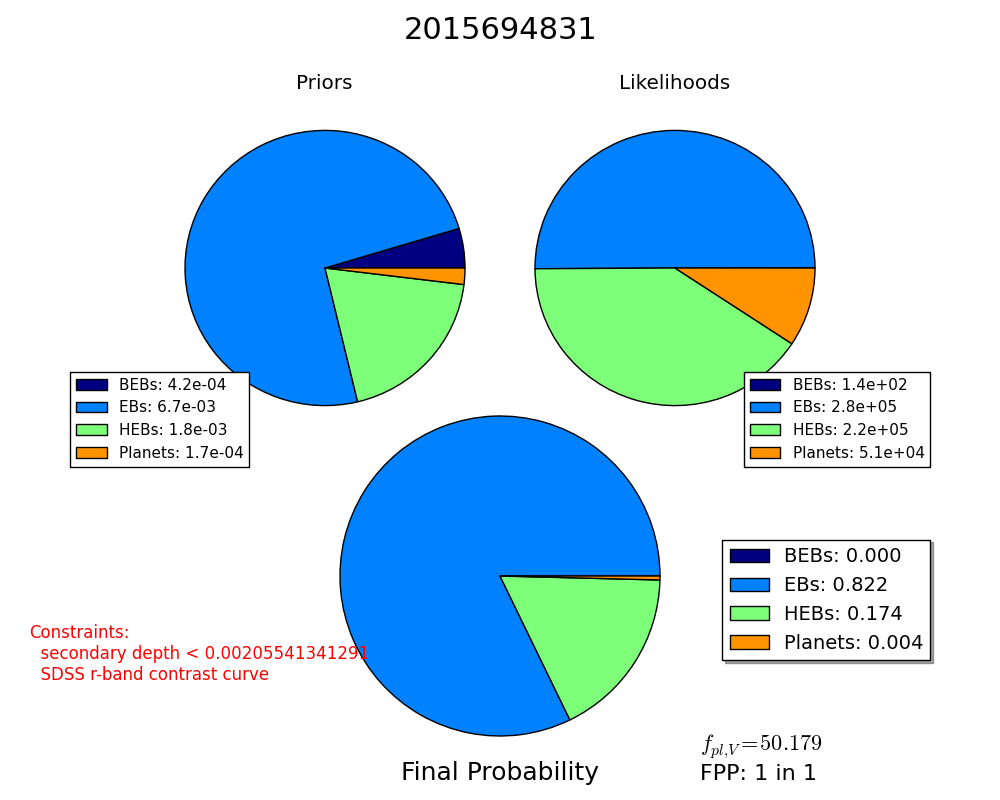 2015694831
Priors
Likelihoods
BEBs: 4.2e-04
EBs: 6.7e-03
HEBs: 1.8e-03
Planets: 1.7e-04
BEBs: 1.4e+02
EBs: 2.8e+05
HEBs: 2.2e+05
Planets: 5.1e+04
BEBs: 0.000
EBs: 0.822
HEBs: 0.174
Planets: 0.004
Constraints:
secondary depth < 0.00205541341291
SDSS r-band contrast curve
f_{pl,V} = 50.179
Final Probability
FPP: 1 in 1